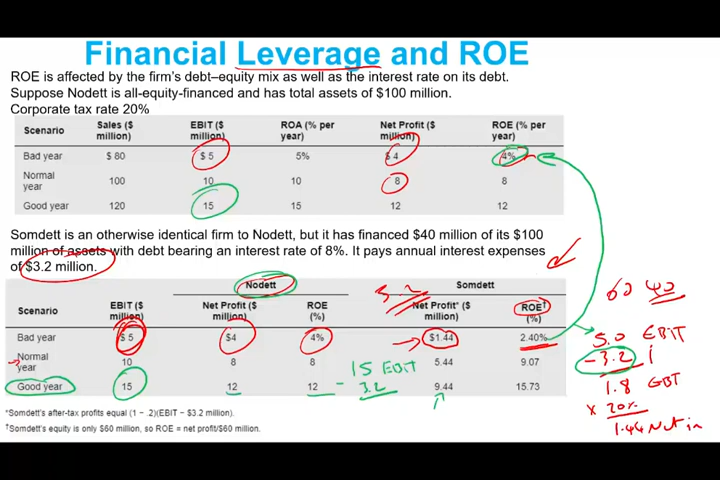 Financial Leverage and ROE
ROE is affected by the firm's debt–equity mix as well as the interest rate on its debt.
Suppose Nodett is all-equity-financed and has total assets of $100 million.
Corporate tax rate 20%
Scenario Sales ($ million) EBIT ($ million) ROA (% per year) Net Profit ($ million) ROE (% per year)
Bad year $ 80 $ 5 5% $ 4 4%
Normal year 100 10 10 8 8
Good year 120 15 15 12 12
Somdett is an otherwise identical firm to Nodett, but it has financed $40 million of its $100
million of assets with debt bearing an interest rate of 8%. It pays annual interest expenses
of $3.2 million.
Nodett Somdett
3.2
60 40
Scenario EBIT ($ million) Net Profit ($ million) ROE (%) Net Profit* ($ million) ROE† (%)
Bad year $ 5 $4 4% $1.44 2.40%
Normal year 10 8 8 5.44 9.07
Good year 15 12 12 9.44 15.73
15 EBIT
3.2
5.0 EBIT
-3.2 i
1.8 EBT
x 20%
1.44 Net in
*Somdett's after-tax profits equal (1 − .2)(EBIT − $3.2 million).
†Somdett's equity is only $60 million, so ROE = net profit/$60 million.